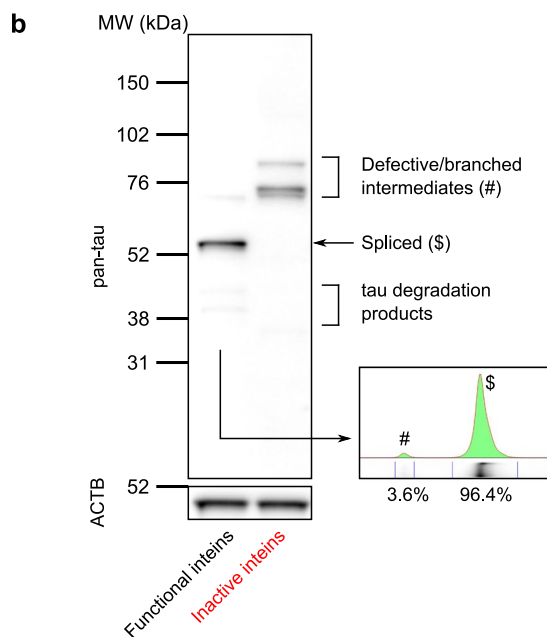 b
MW (kDa)
150
102
76
52
38
31
pan-tau
Defective/branched
intermediates (#)
Spliced ($)
tau degradation
products
#
$
3.6%
96.4%
52
ACTB
Functional inteins
Inactive inteins